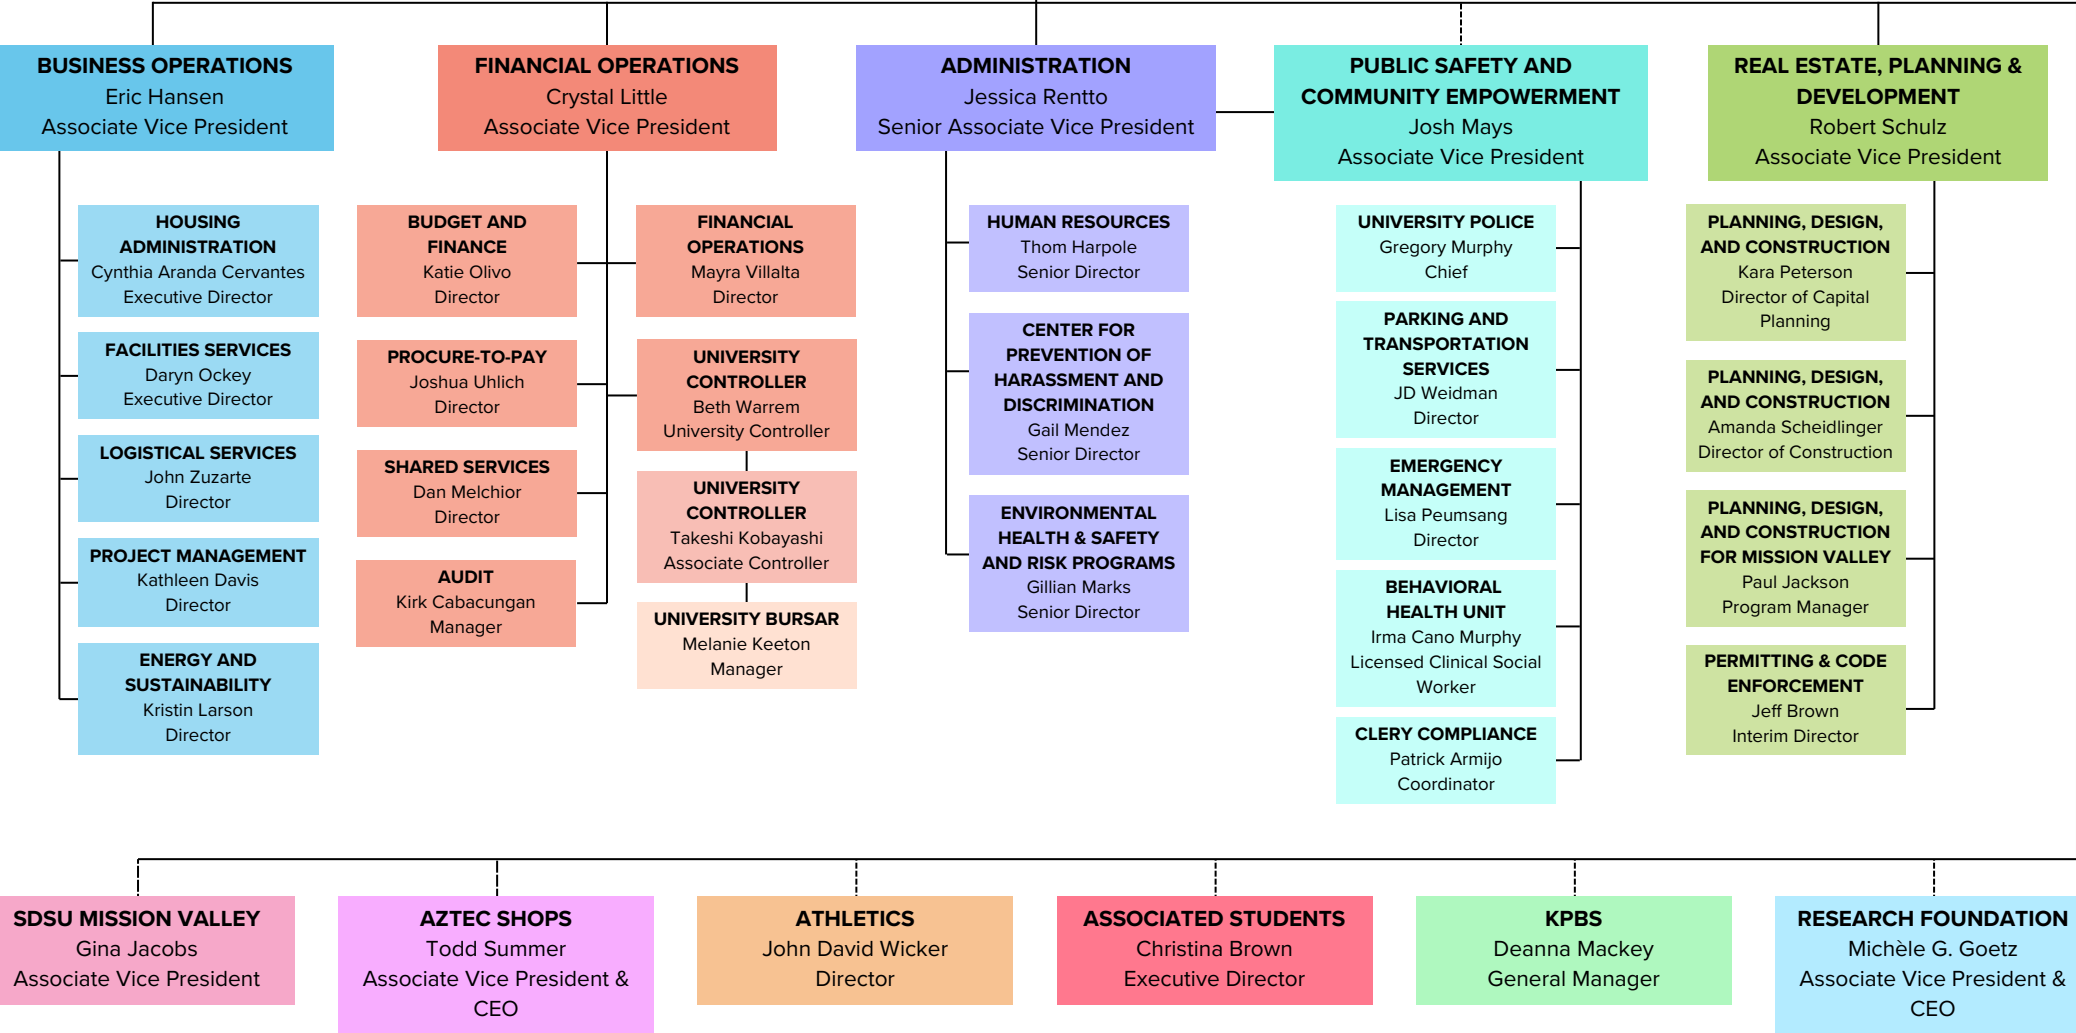 BUSINESS OPERATIONS
Eric Hansen
Associate Vice President
FINANCIAL OPERATIONS
Crystal Little
Associate Vice President
ADMINISTRATION
Jessica Rentto
Senior Associate Vice President
PUBLIC SAFETY AND
COMMUNITY EMPOWERMENT
Josh Mays
Associate Vice President
REAL ESTATE, PLANNING &
DEVELOPMENT
Robert Schulz
Associate Vice President
HOUSING
ADMINISTRATION
Cynthia Aranda Cervantes
Executive Director
FACILITIES SERVICES
Daryn Ockey
Executive Director
LOGISTICAL SERVICES
John Zuzarte
Director
PROJECT MANAGEMENT
Kathleen Davis
Director
ENERGY AND
SUSTAINABILITY
Kristin Larson
Director
BUDGET AND
FINANCE
Katie Olivo
Director
PROCURE-TO-PAY
Joshua Uhlich
Director
SHARED SERVICES
Dan Melchior
Director
AUDIT
Kirk Cabacungan
Manager
FINANCIAL
OPERATIONS
Mayra Villalta
Director
UNIVERSITY
CONTROLLER
Beth Warrem
University Controller
UNIVERSITY
CONTROLLER
Takeshi Kobayashi
Associate Controller
UNIVERSITY BURSAR
Melanie Keeton
Manager
HUMAN RESOURCES
Thom Harpole
Senior Director
CENTER FOR
PREVENTION OF
HARASSMENT AND
DISCRIMINATION
Gail Mendez
Senior Director
ENVIRONMENTAL
HEALTH & SAFETY
AND RISK PROGRAMS
Gillian Marks
Senior Director
UNIVERSITY POLICE
Gregory Murphy
Chief
PARKING AND
TRANSPORTATION
SERVICES
JD Weidman
Director
EMERGENCY
MANAGEMENT
Lisa Peumsang
Director
BEHAVIORAL
HEALTH UNIT
Irma Cano Murphy
Licensed Clinical Social
Worker
CLERY COMPLIANCE
Patrick Armijo
Coordinator
PLANNING, DESIGN,
AND CONSTRUCTION
Kara Peterson
Director of Capital
Planning
PLANNING, DESIGN,
AND CONSTRUCTION
Amanda Scheidlinger
Director of Construction
PLANNING, DESIGN,
AND CONSTRUCTION
FOR MISSION VALLEY
Paul Jackson
Program Manager
PERMITTING & CODE
ENFORCEMENT
Jeff Brown
Interim Director
SDSU MISSION VALLEY
Gina Jacobs
Associate Vice President
AZTEC SHOPS
Todd Summer
Associate Vice President &
CEO
ATHLETICS
John David Wicker
Director
ASSOCIATED STUDENTS
Christina Brown
Executive Director
KPBS
Deanna Mackey
General Manager
RESEARCH FOUNDATION
Michèle G. Goetz
Associate Vice President &
CEO